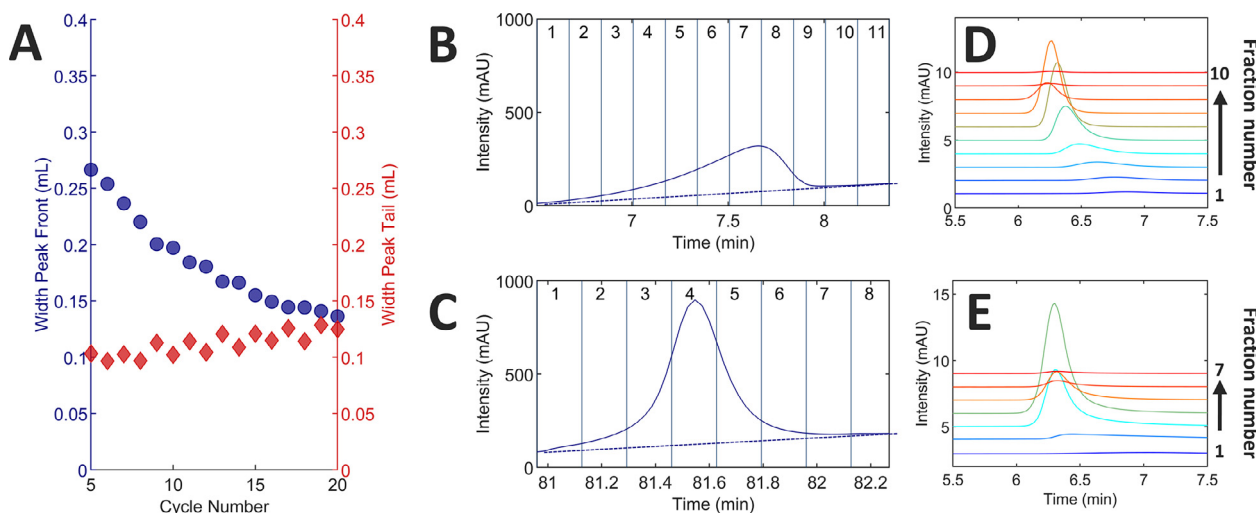 A
0.4
0.35
0.3
0.25
0.2
0.15
0.1
0.05
0
Width Peak Front (mL)
5
10
15
20
Cycle Number
0.4
0.35
0.3
0.25
0.2
0.15
0.1
0.05
0
Width Peak Tail (mL)
B
1000
500
0
Intensity (mAU)
1 2 3 4 5 6 7 8 9 10 11
7 7.5 8
Time (min)
C
1000
500
0
Intensity (mAU)
1 2 3 4 5 6 7 8
81 81.2 81.4 81.6 81.8 82 82.2
Time (min)
D
10
5
Intensity (mAU)
5.5 6 6.5 7 7.5
10
1
Fraction number
E
15
10
5
Intensity (mAU)
5.5 6 6.5 7 7.5
Time (min)
7
1
Fraction number